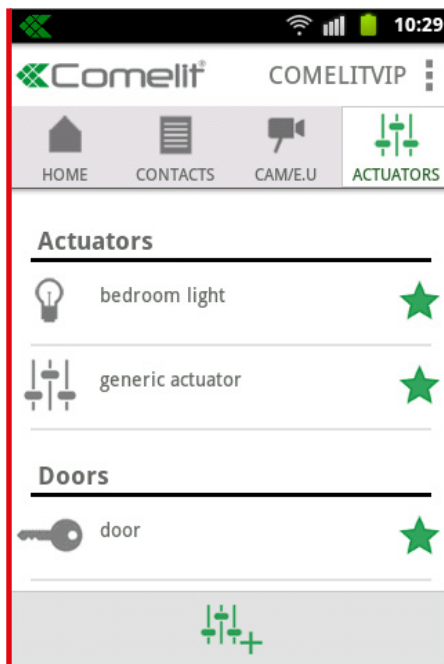 10:29
Comelit® COMELITVIP
HOME CONTACTS CAM/E.U ACTUATORS
Actuators
bedroom light
generic actuator
Doors
door